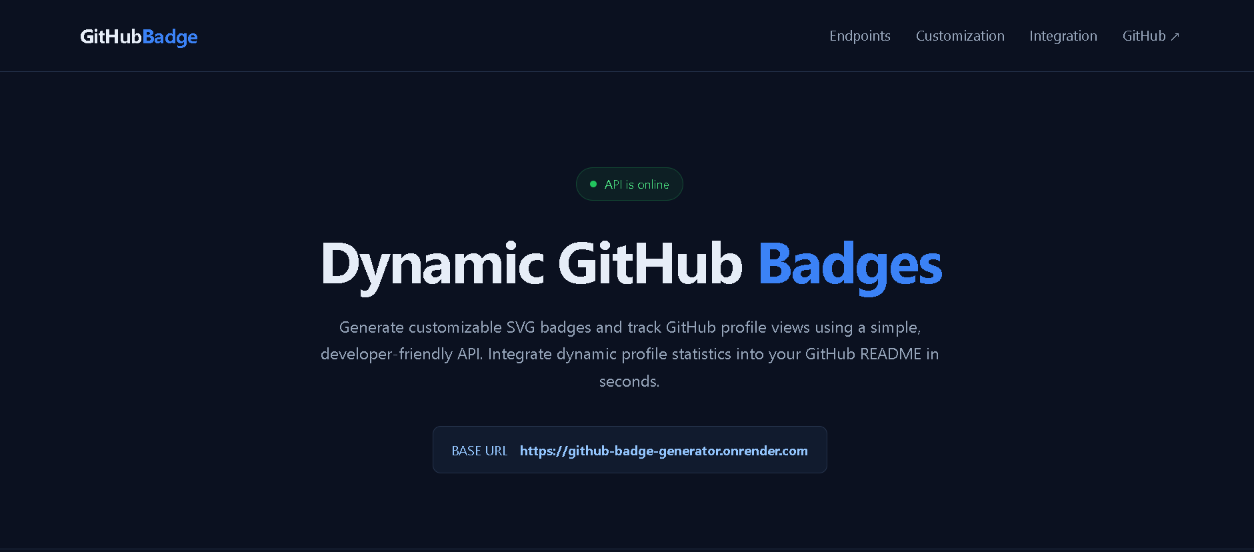 GitHubBadge
Endpoints Customization Integration GitHub ↗
API is online
Dynamic GitHub Badges
Generate customizable SVG badges and track GitHub profile views using a simple,
developer-friendly API. Integrate dynamic profile statistics into your GitHub README in
seconds.
BASE URL https://github-badge-generator.onrender.com